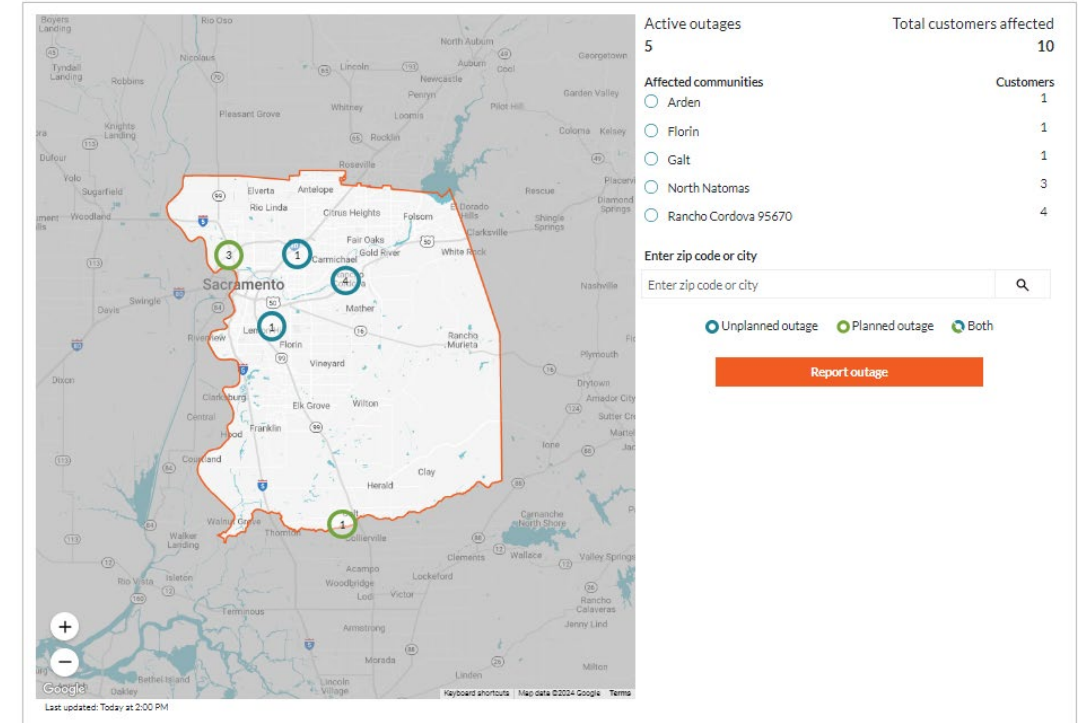 Boyers
Landing
Rio Oso
Nicolaus
North Auburn
Auburn
Cool
Georgetown
Tyndall
Landing
Robbins
Lincoln
Newcastle
Penryn
Garden Valley
Pleasant Grove
Whitney
Loomis
Pilot Hill
Knights
Landing
Rocklin
Coloma
Kelsey
Dufour
Roseville
Yolo
Sugarfield
Elverta
Antelope
Rescue
Diamond
Springs
Woodland
Rio Linda
Citrus Heights
Folsom
El Dorado
Hills
Shingle
Springs
Clarksville
Fair Oaks
Gold River
White Rock
3
1
Carmichael
4
Sacramento
Nashville
Swingle
Davis
Mather
1
Riverview
Florin
Rancho
Murieta
Plymouth
Vineyard
Dixon
Drytown
Amador City
Clarksburg
Elk Grove
Wilton
Central
Hood
Franklin
Ione
Courtland
Clay
Herald
Camanche
North Shore
Walnut Grove
1
Thornton
Collierville
Walker
Landing
Clements
Wallace
Valley Springs
Acampo
Rio Vista
Isleton
Woodbridge
Lockeford
Lodi
Victor
Rancho
Calaveras
Terminous
Jenny Lind
Armstrong
Morada
Linden
Milton
Bethel Island
Oakley
Lincoln
Village
+
−
Google
Keyboard shortcuts
Map data ©2024 Google
Terms
Last updated: Today at 2:00 PM
Active outages
5
Total customers affected
10
Affected communities Customers
Arden 1
Florin 1
Galt 1
North Natomas 3
Rancho Cordova 95670 4
Enter zip code or city
Enter zip code or city
Unplanned outage Planned outage Both
Report outage